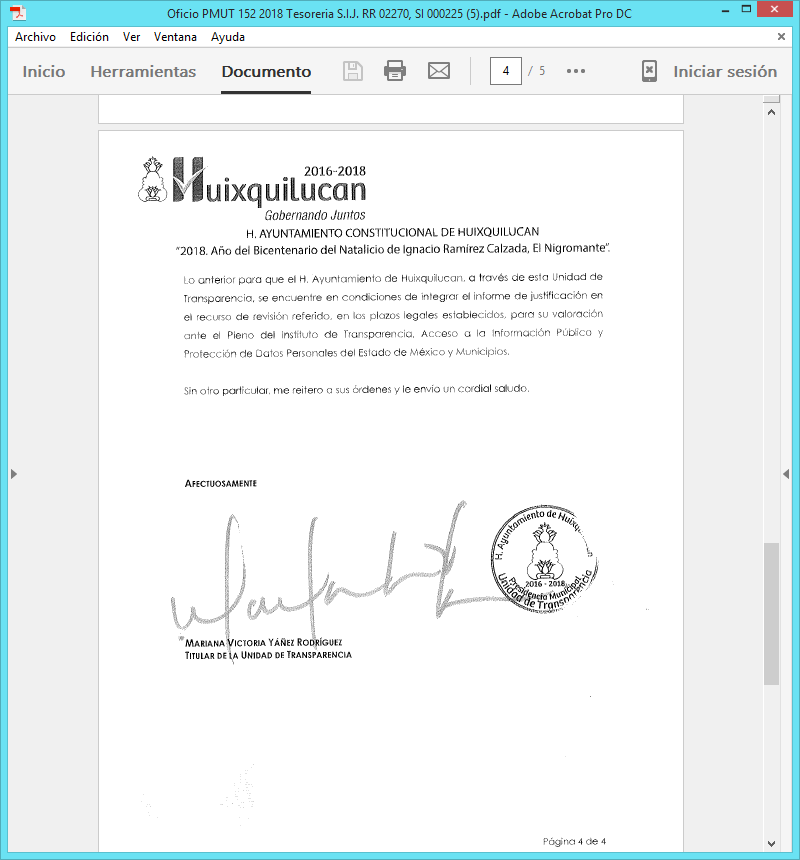 Oficio PMUT 152 2018 Tesoreria S.I.J. RR 02270, SI 000225 (5).pdf - Adobe Acrobat Pro DC
Archivo Edición Ver Ventana Ayuda
Inicio Herramientas Documento 4 / 5 Iniciar sesión
2016-2018
Huixquilucan
Gobernando Juntos
H. AYUNTAMIENTO CONSTITUCIONAL DE HUIXQUILUCAN
“2018. Año del Bicentenario del Natalicio de Ignacio Ramírez Calzada, El Nigromante”.
Lo anterior para que el H. Ayuntamiento de Huixquilucan, a través de esta Unidad de
Transparencia, se encuentre en condiciones de integrar el informe de justificación en
el recurso de revisión referido, en los plazos legales establecidos, para su valoración
ante el Pleno del Instituto de Transparencia, Acceso a la Información Público y
Protección de Datos Personales del Estado de México y Municipios.
Sin otro particular, me reitero a sus órdenes y le envío un cordial saludo.
AFECTUOSAMENTE
H. Ayuntamiento de Huixqu
2016 - 2018
Presidencia Municipal
Unidad de Transparencia
MARIANA VICTORIA YÁÑEZ RODRÍGUEZ
TITULAR DE LA UNIDAD DE TRANSPARENCIA
Página 4 de 4